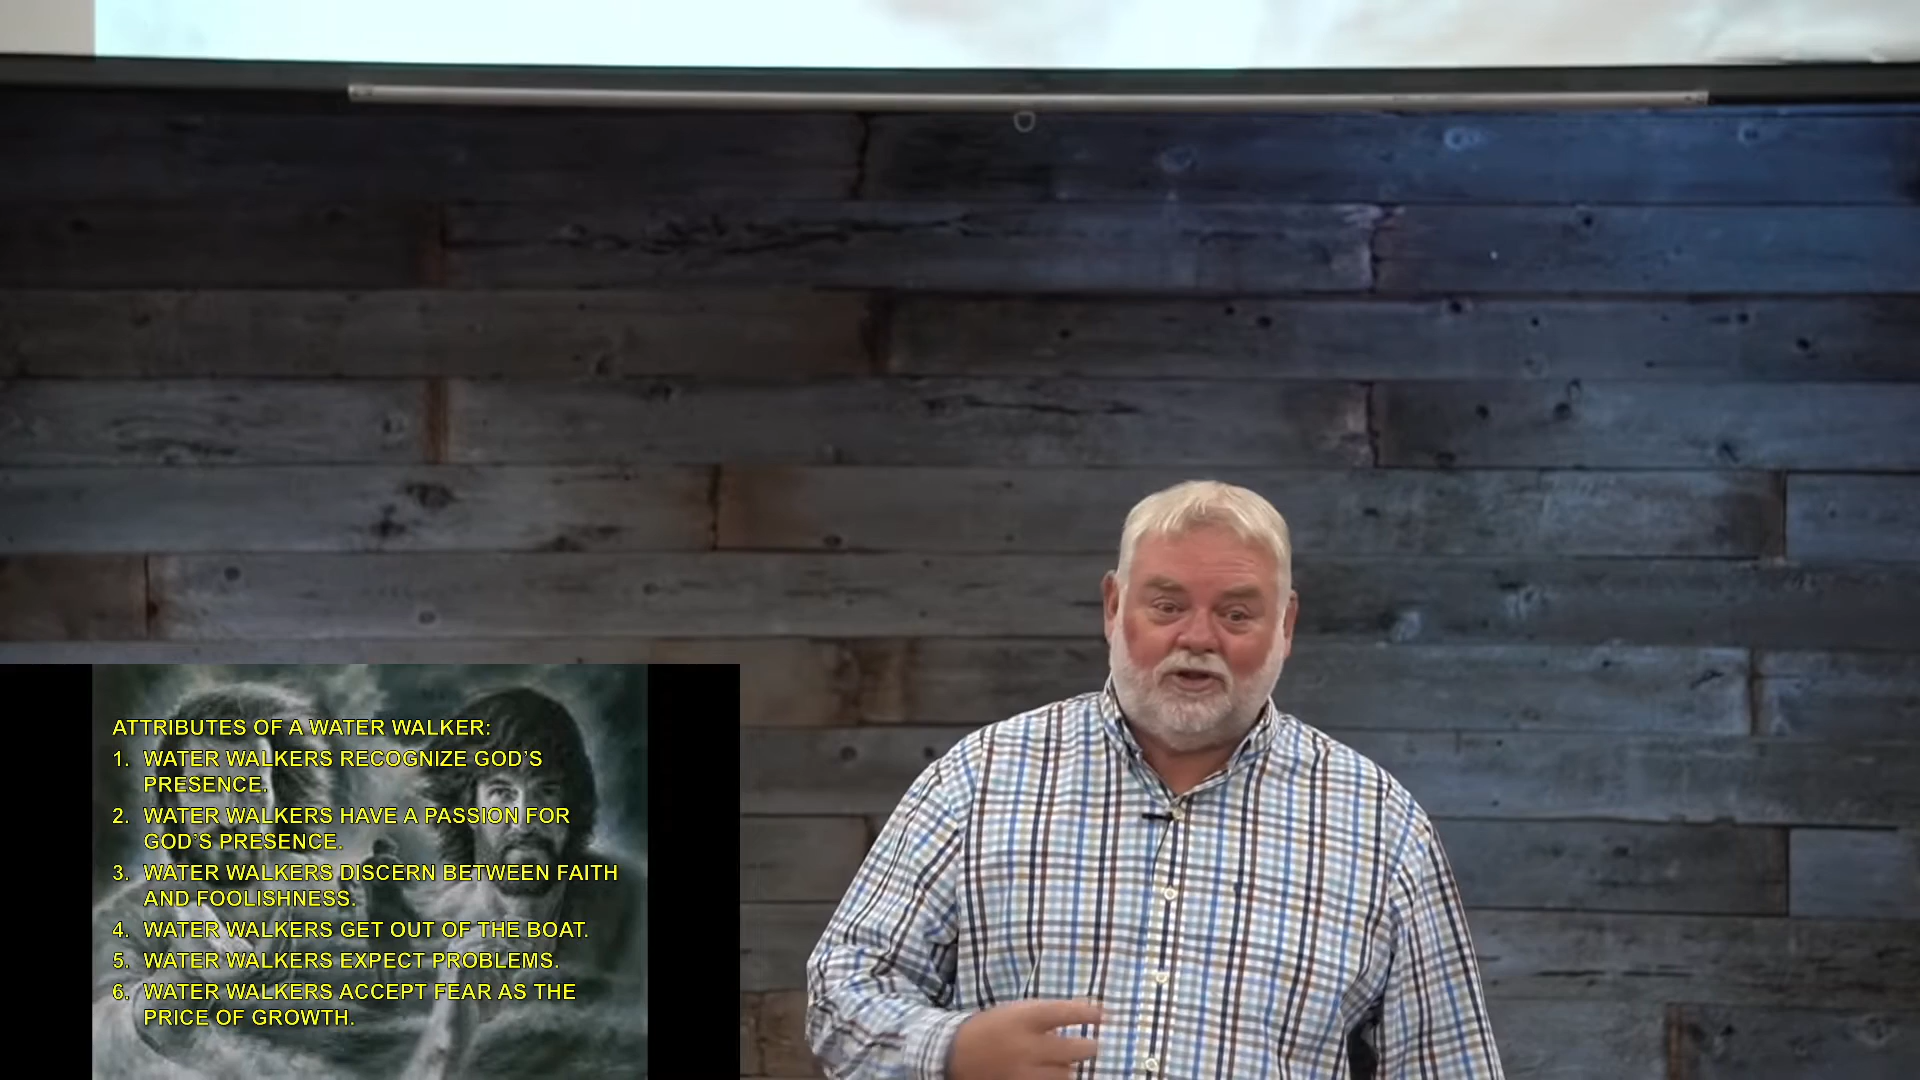 ATTRIBUTES OF A WATER WALKER:
1. WATER WALKERS RECOGNIZE GOD'S
PRESENCE.
2. WATER WALKERS HAVE A PASSION FOR
GOD'S PRESENCE.
3. WATER WALKERS DISCERN BETWEEN FAITH
AND FOOLISHNESS.
4. WATER WALKERS GET OUT OF THE BOAT.
5. WATER WALKERS EXPECT PROBLEMS.
6. WATER WALKERS ACCEPT FEAR AS THE
PRICE OF GROWTH.